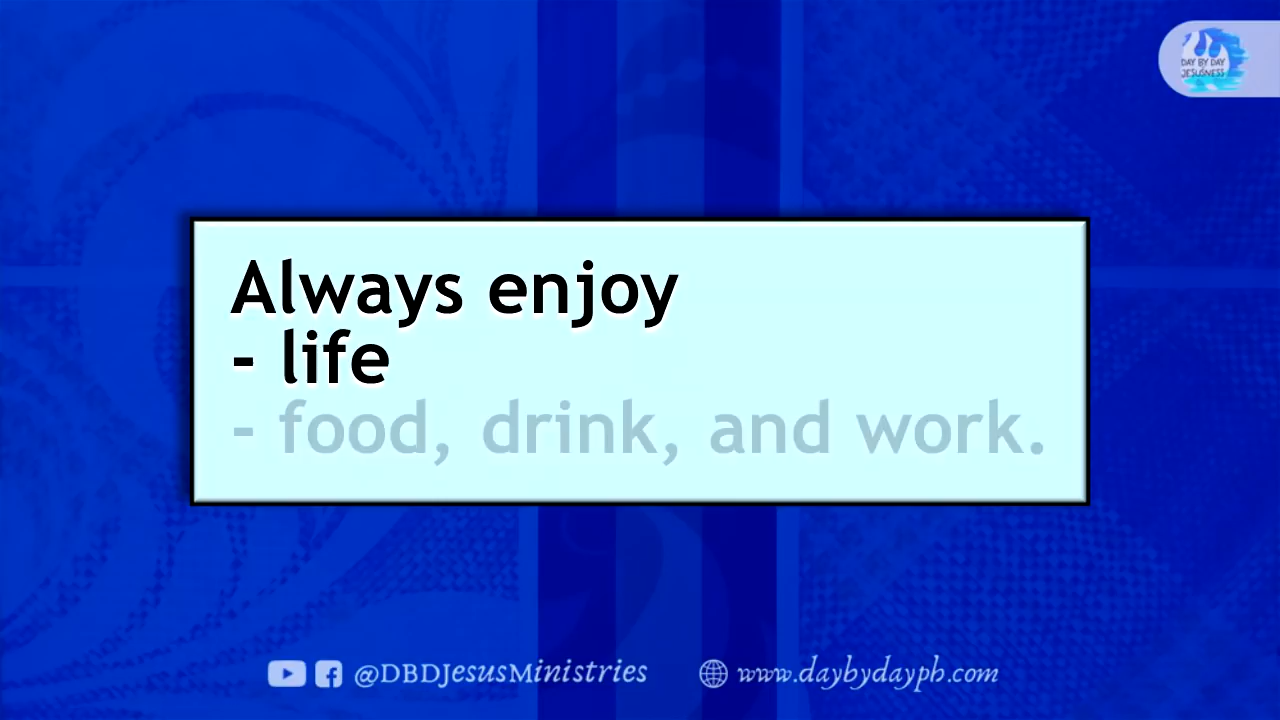 DAY BY DAY
JESUSNESS
Always enjoy
- life
- food, drink, and work.
@DBDJesusMinistries
www.daybydayph.com